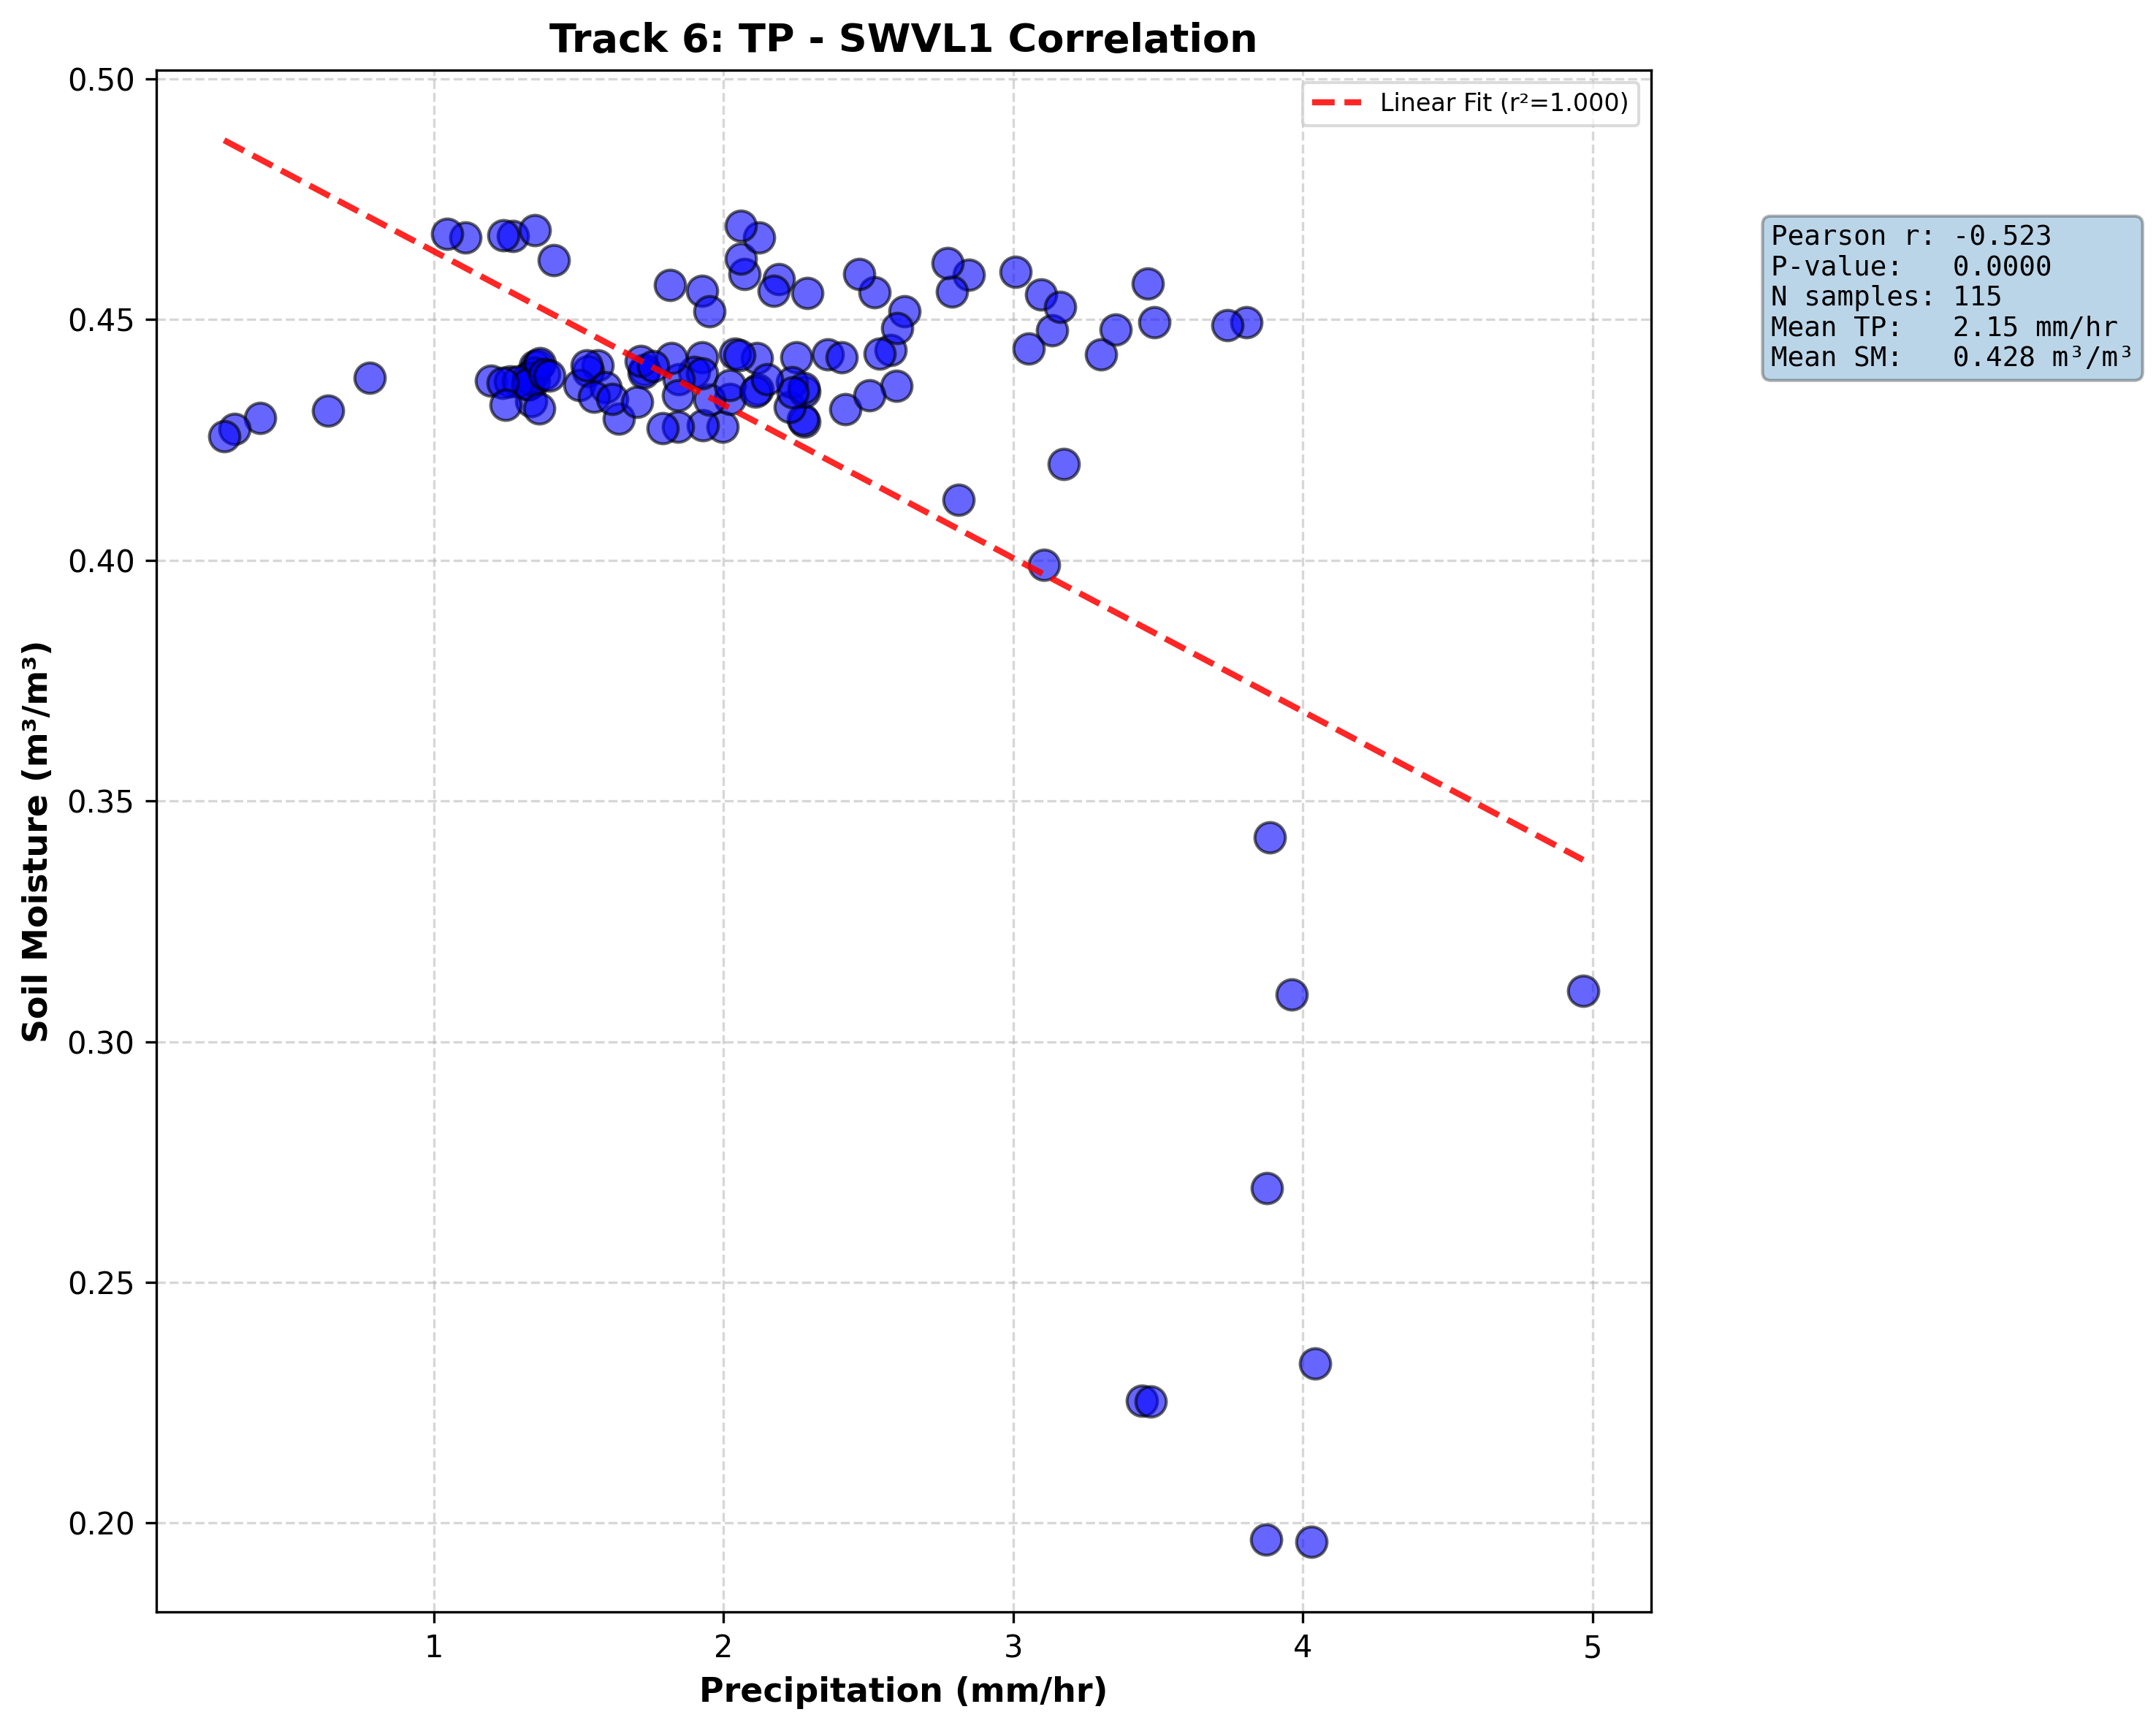 Track 6: TP - SWVL1 Correlation
Linear Fit (r²=1.000)
Pearson r: -0.523
P-value: 0.0000
N samples: 115
Mean TP: 2.15 mm/hr
Mean SM: 0.428 m³/m³
Soil Moisture (m³/m³)
0.50
0.45
0.40
0.35
0.30
0.25
0.20
1 2 3 4 5
Precipitation (mm/hr)